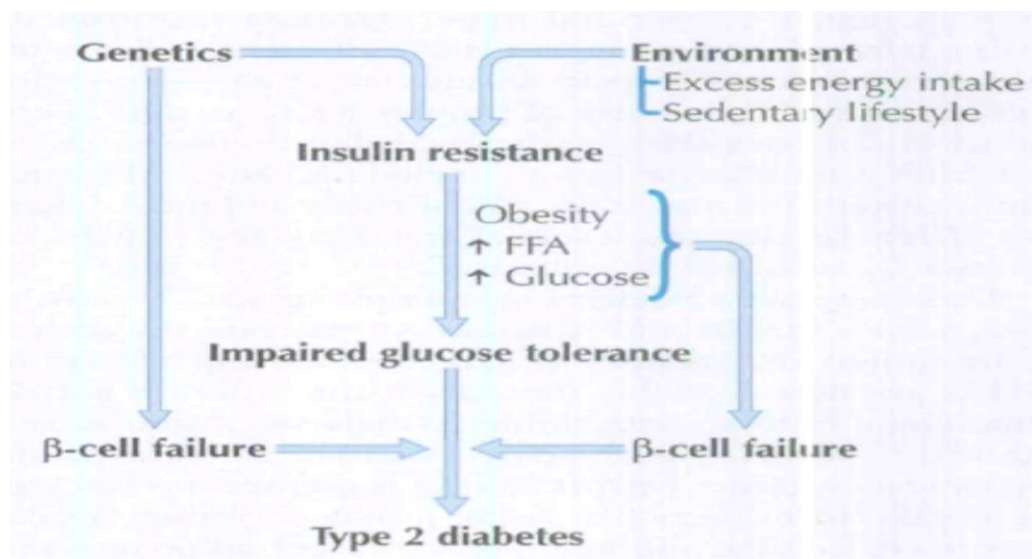 Genetics
Environment
Excess energy intake
Sedentary lifestyle
Insulin resistance
Obesity
↑ FFA
↑ Glucose
Impaired glucose tolerance
β-cell failure
β-cell failure
Type 2 diabetes